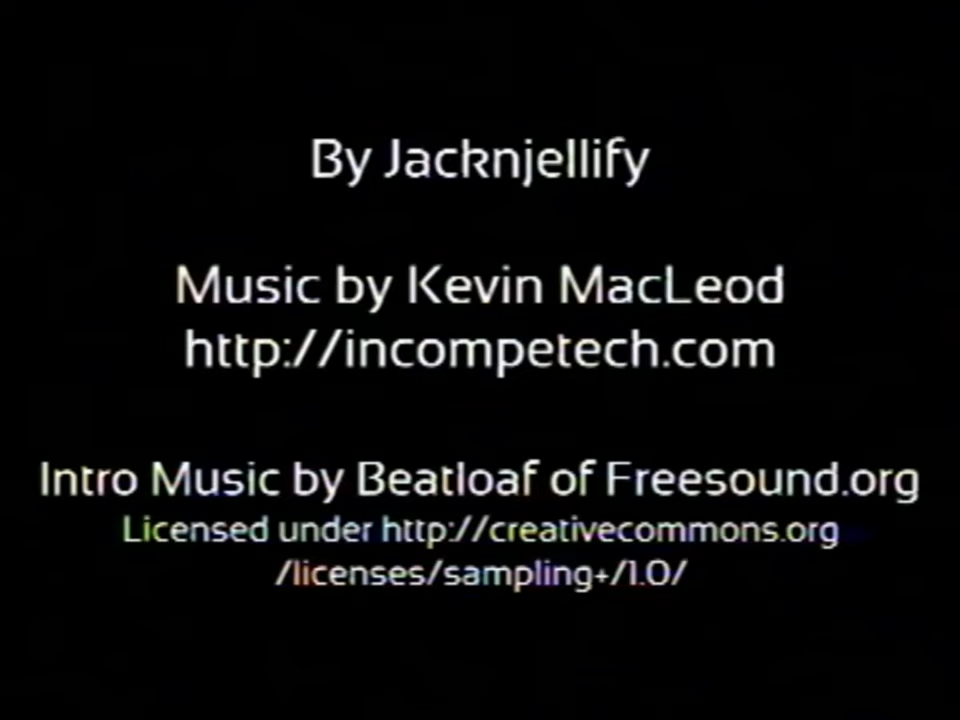 By Jacknjellify
Music by Kevin MacLeod
http://incompetech.com
Intro Music by Beatloaf of Freesound.org
Licensed under http://creativecommons.org
/licenses/sampling+/1.0/